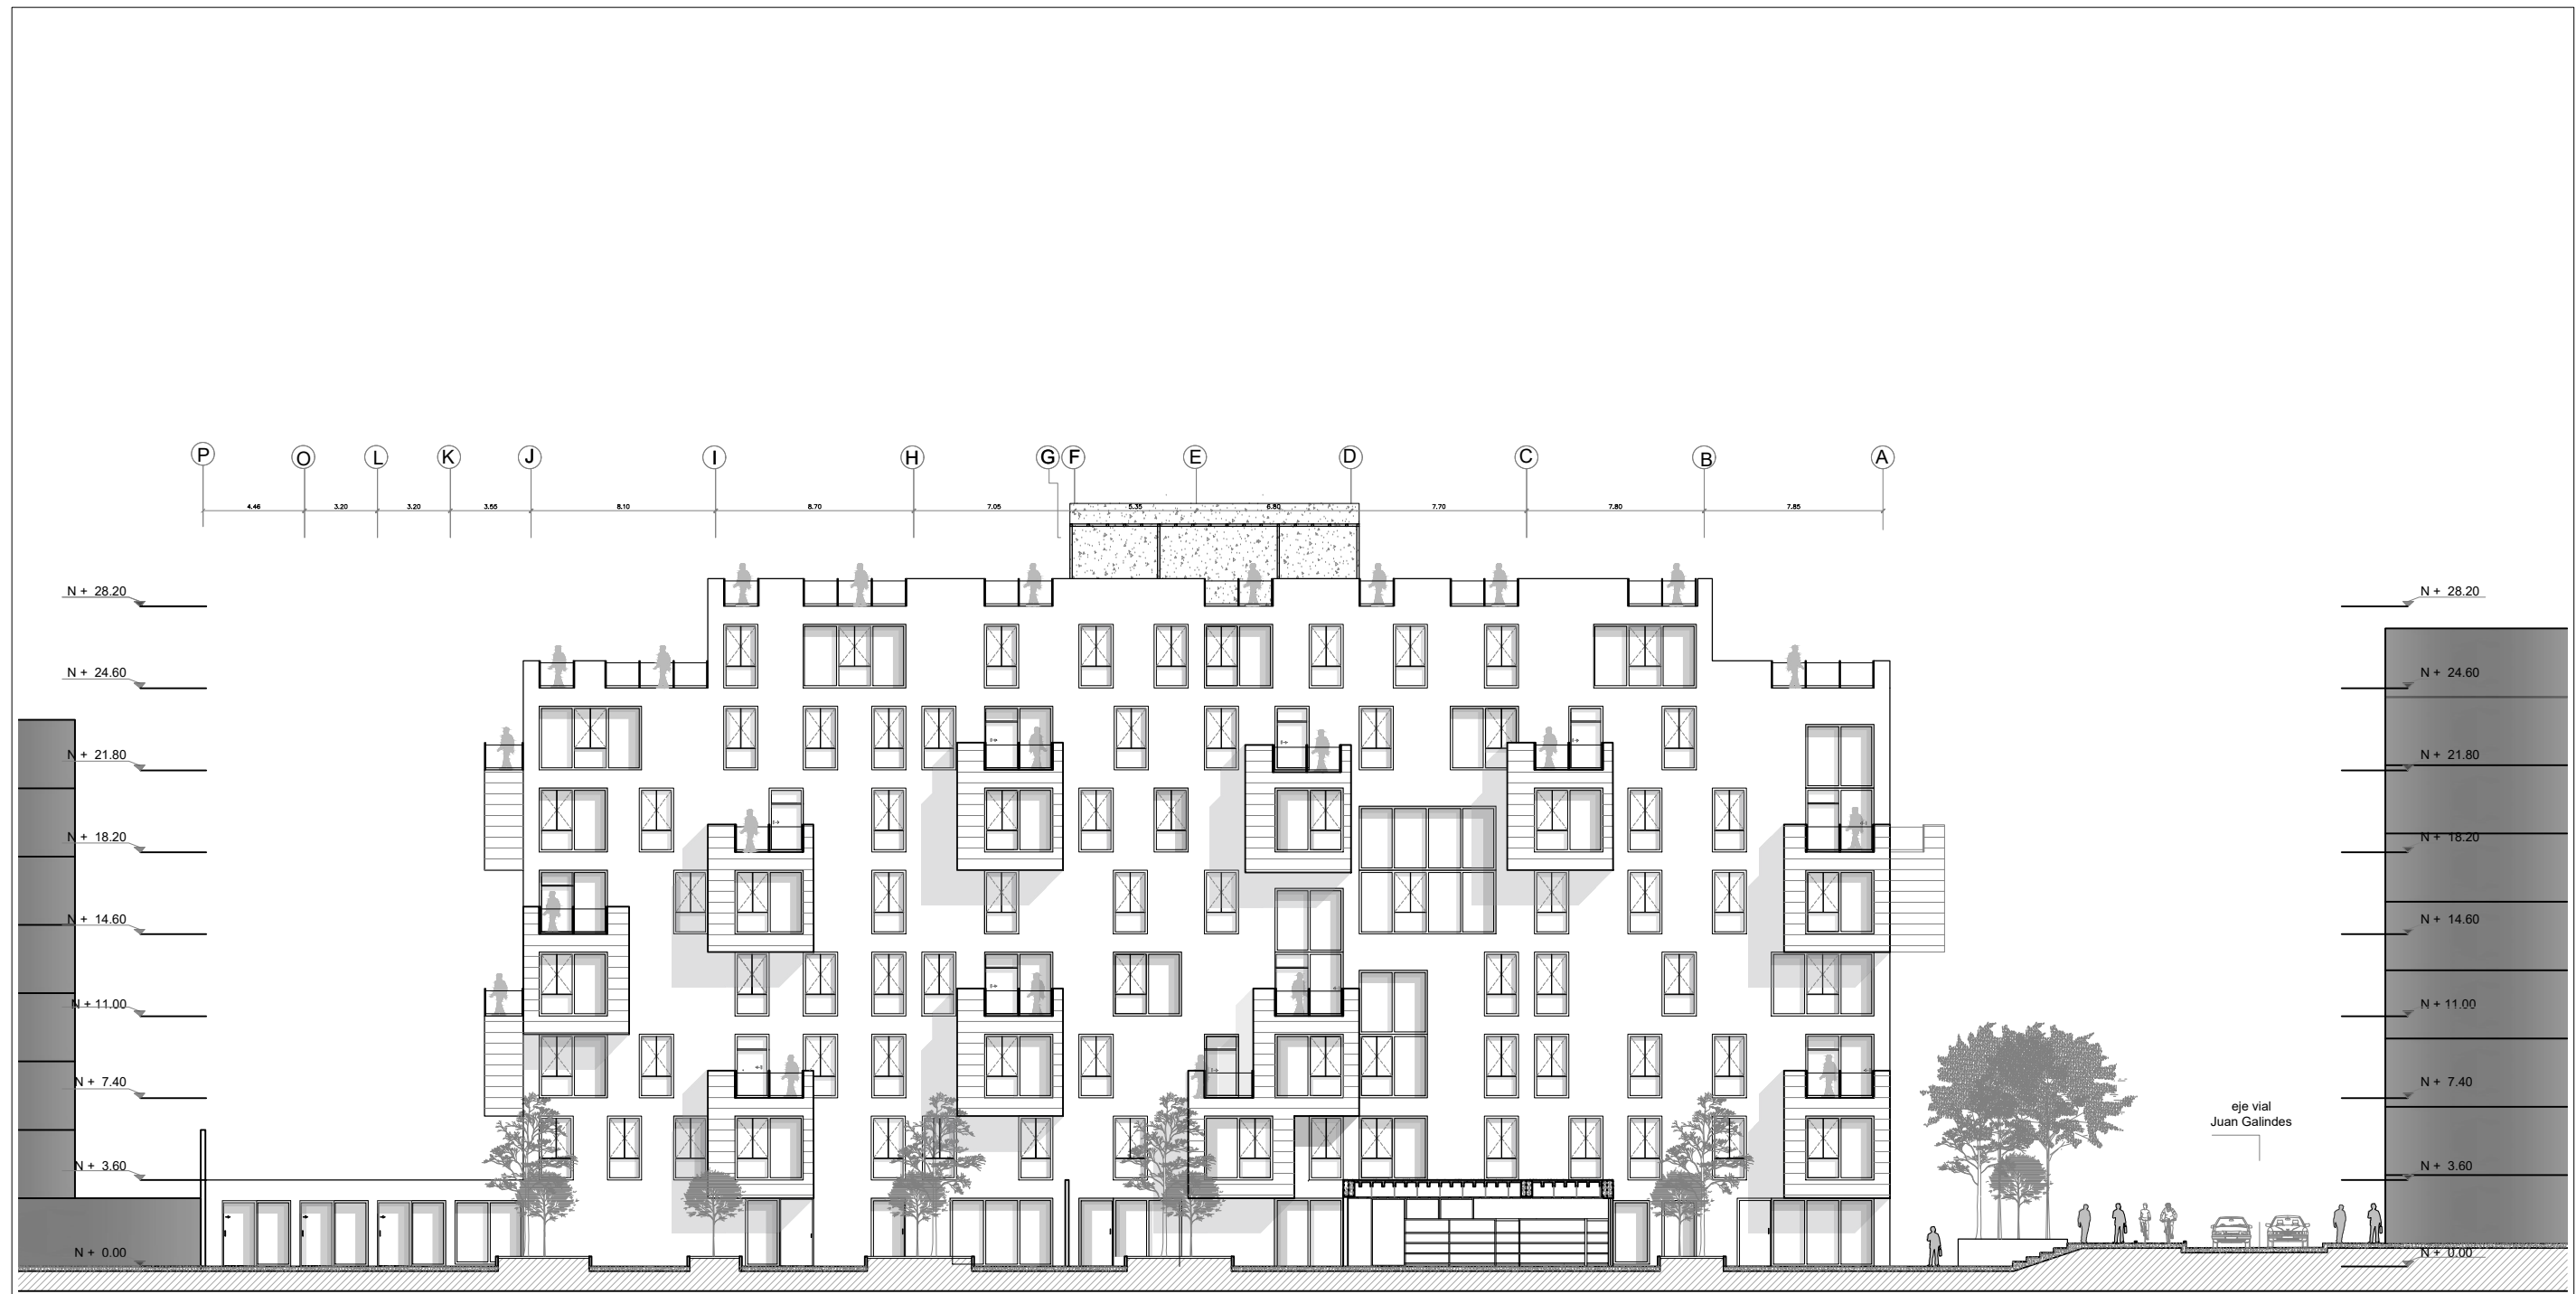 P O L K J I H G F E D C B A
4.46 3.20 3.20 3.55 8.10 8.70 7.05 5.35 6.80 7.70 7.80 7.85
N + 28.20 N + 28.20
N + 24.60 N + 24.60
N + 21.80 N + 21.80
N + 18.20 N + 18.20
N + 14.60 N + 14.60
N + 11.00 N + 11.00
N + 7.40 N + 7.40
eje vial
Juan Galindes
N + 3.60 N + 3.60
N + 0.00 N + 0.00